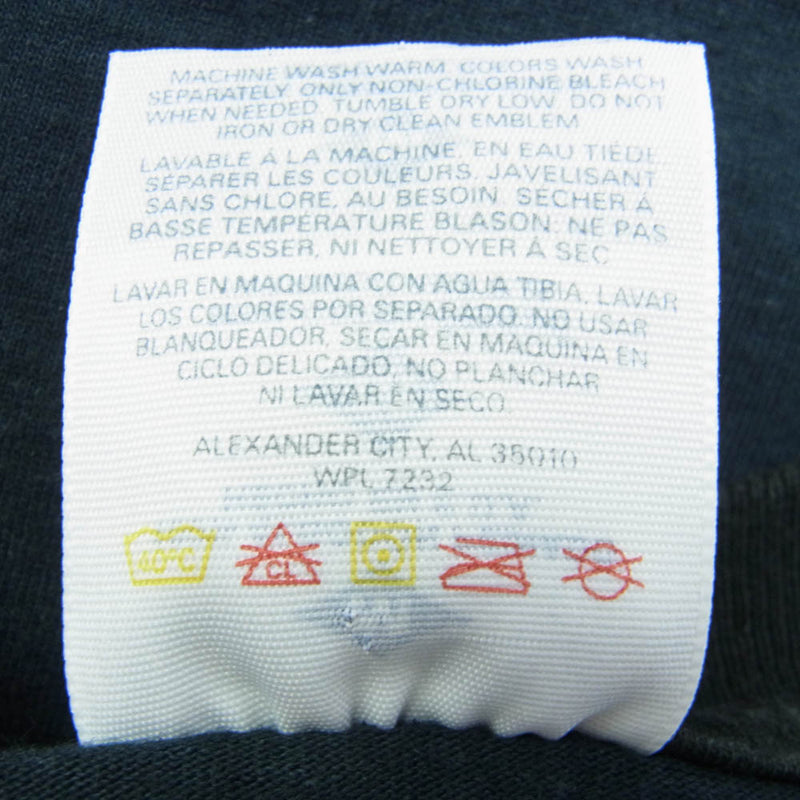 MACHINE WASH WARM. COLORS WASH
SEPARATELY. ONLY NON-CHLORINE BLEACH
WHEN NEEDED. TUMBLE DRY LOW. DO NOT
IRON OR DRY CLEAN EMBLEM
LAVABLE À LA MACHINE, EN EAU TIÈDE.
SÉPARER LES COULEURS. JAVELISANT
SANS CHLORE, AU BESOIN. SÉCHER À
BASSE TEMPÉRATURE BLASON: NE PAS
REPASSER, NI NETTOYER À SEC
LAVAR EN MAQUINA CON AGUA TIBIA, LAVAR
LOS COLORES POR SEPARADO. NO USAR
BLANQUEADOR, SECAR EN MAQUINA EN
CICLO DELICADO, NO PLANCHAR
NI LAVAR EN SECO
ALEXANDER CITY, AL 35010
WPL 7232
40°C CL